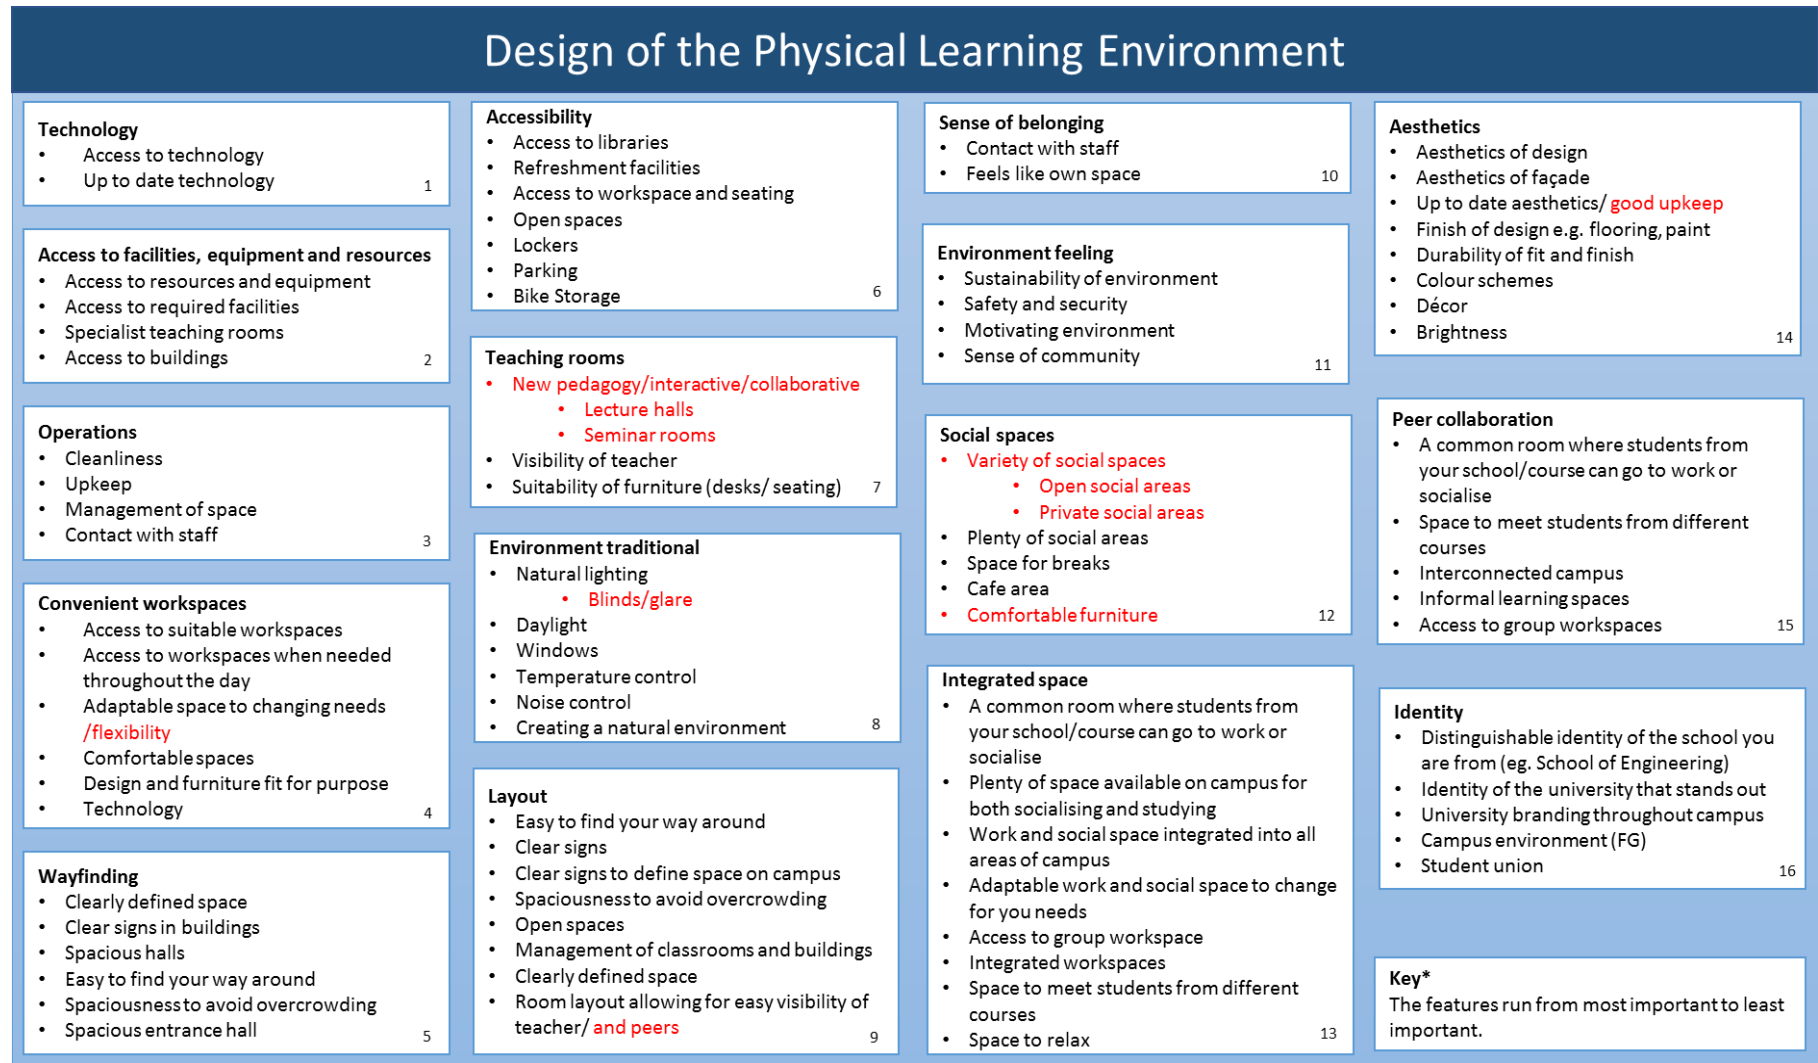 Design of the Physical Learning Environment
Technology
• Access to technology
• Up to date technology
1
Access to facilities, equipment and resources
• Access to resources and equipment
• Access to required facilities
• Specialist teaching rooms
• Access to buildings
2
Operations
• Cleanliness
• Upkeep
• Management of space
• Contact with staff
3
Convenient workspaces
• Access to suitable workspaces
• Access to workspaces when needed
throughout the day
• Adaptable space to changing needs
/flexibility
• Comfortable spaces
• Design and furniture fit for purpose
• Technology
4
Wayfinding
• Clearly defined space
• Clear signs in buildings
• Spacious halls
• Easy to find your way around
• Spaciousness to avoid overcrowding
• Spacious entrance hall
5
Accessibility
• Access to libraries
• Refreshment facilities
• Access to workspace and seating
• Open spaces
• Lockers
• Parking
• Bike Storage
6
Teaching rooms
• New pedagogy/interactive/collaborative
• Lecture halls
• Seminar rooms
• Visibility of teacher
• Suitability of furniture (desks/ seating)
7
Environment traditional
• Natural lighting
• Blinds/glare
• Daylight
• Windows
• Temperature control
• Noise control
• Creating a natural environment
8
Layout
• Easy to find your way around
• Clear signs
• Clear signs to define space on campus
• Spaciousness to avoid overcrowding
• Open spaces
• Management of classrooms and buildings
• Clearly defined space
• Room layout allowing for easy visibility of
teacher/ and peers
9
Sense of belonging
• Contact with staff
• Feels like own space
10
Environment feeling
• Sustainability of environment
• Safety and security
• Motivating environment
• Sense of community
11
Social spaces
• Variety of social spaces
• Open social areas
• Private social areas
• Plenty of social areas
• Space for breaks
• Cafe area
• Comfortable furniture
12
Integrated space
• A common room where students from
your school/course can go to work or
socialise
• Plenty of space available on campus for
both socialising and studying
• Work and social space integrated into all
areas of campus
• Adaptable work and social space to change
for you needs
• Access to group workspace
• Integrated workspaces
• Space to meet students from different
courses
• Space to relax
13
Aesthetics
• Aesthetics of design
• Aesthetics of façade
• Up to date aesthetics/ good upkeep
• Finish of design e.g. flooring, paint
• Durability of fit and finish
• Colour schemes
• Décor
• Brightness
14
Peer collaboration
• A common room where students from
your school/course can go to work or
socialise
• Space to meet students from different
courses
• Interconnected campus
• Informal learning spaces
• Access to group workspaces
15
Identity
• Distinguishable identity of the school you
are from (eg. School of Engineering)
• Identity of the university that stands out
• University branding throughout campus
• Campus environment (FG)
• Student union
16
Key*
The features run from most important to least
important.